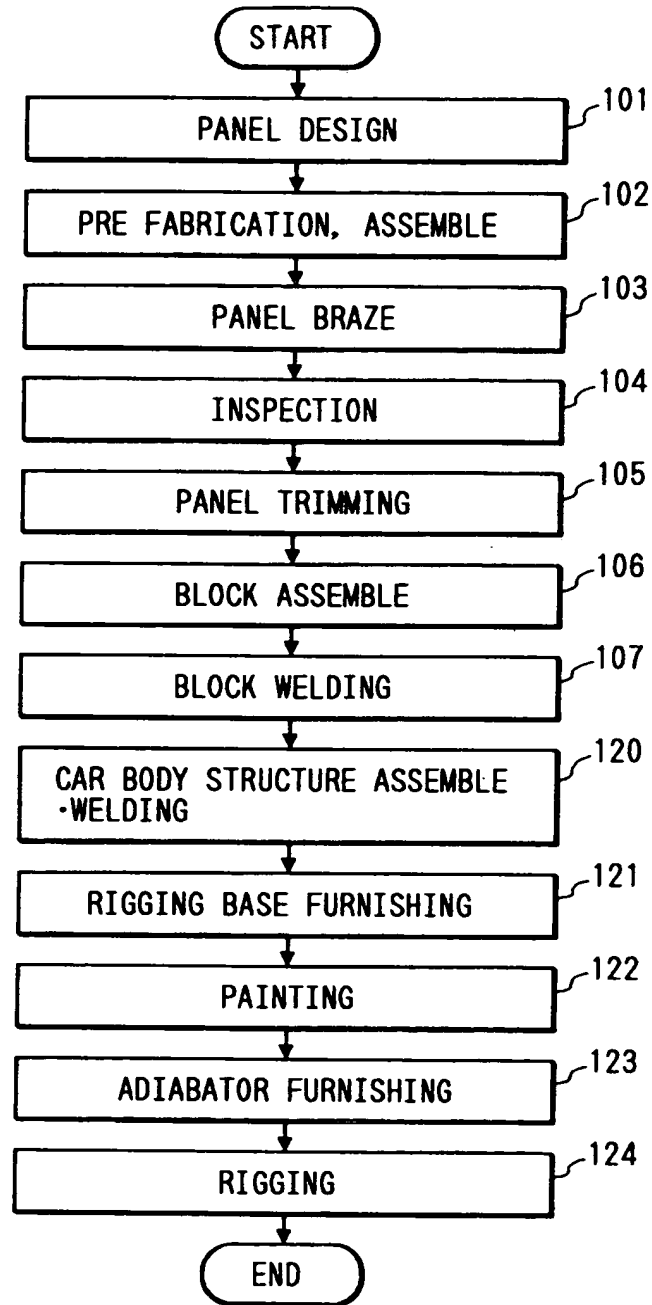 START
PANEL DESIGN
101
PRE FABRICATION, ASSEMBLE
102
PANEL BRAZE
103
INSPECTION
104
PANEL TRIMMING
105
BLOCK ASSEMBLE
106
BLOCK WELDING
107
CAR BODY STRUCTURE ASSEMBLE
·WELDING
120
RIGGING BASE FURNISHING
121
PAINTING
122
ADIABATOR FURNISHING
123
RIGGING
124
END